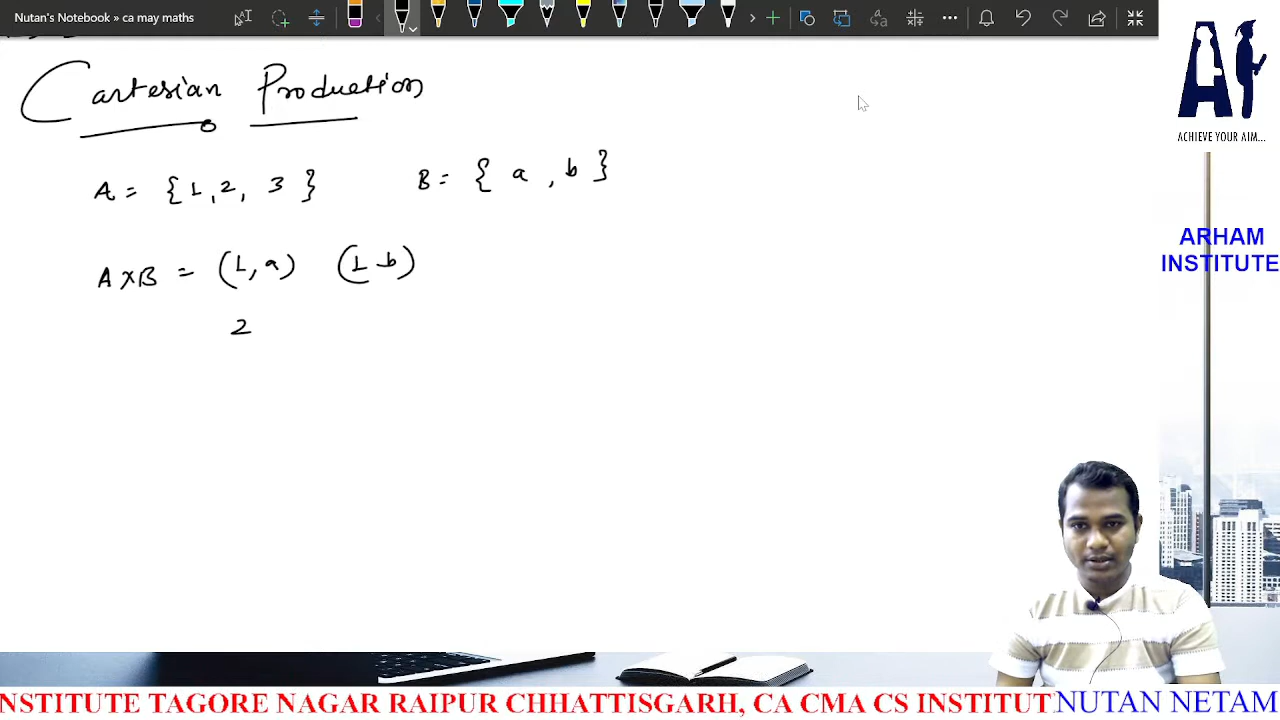 Nutan's Notebook » ca may maths
Cartesian Production
A = {1, 2, 3} B = {a, b}
A×B = (1, a) (1 b)
2
AI
ACHIEVE YOUR AIM...
ARHAM
INSTITUTE
NSTITUTE TAGORE NAGAR RAIPUR CHHATTISGARH, CA CMA CS INSTITUT NUTAN NETAM